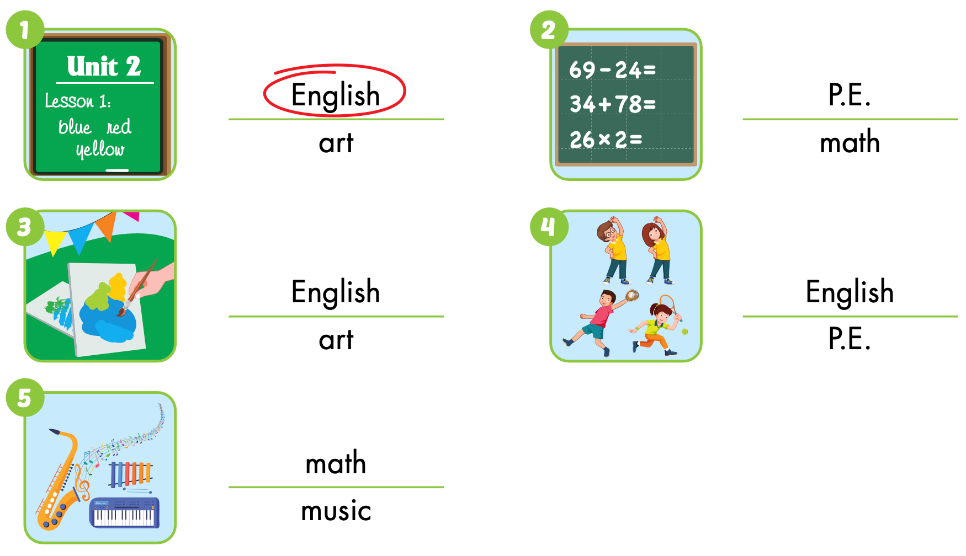 1
Unit 2
Lesson 1:
blue red
yellow
English
art
2
69-24=
34+78=
26×2=
P.E.
math
3
English
art
4
English
P.E.
5
math
music